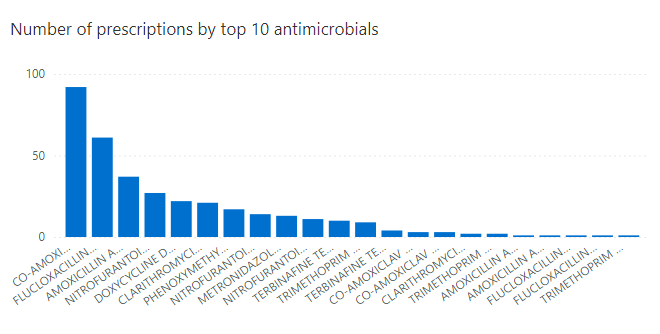 Number of prescriptions by top 10 antimicrobials
100
50
0
CO-AMOXI...
FLUCLOXACILLIN...
AMOXICILLIN A...
NITROFURANTOI...
DOXYCYCLINE D...
CLARITHROMYCI...
PHENOXYMETHY...
NITROFURANTOI...
METRONIDAZOL...
NITROFURANTOI...
TERBINAFINE TE...
TRIMETHOPRIM ...
TERBINAFINE TE...
CO-AMOXICLAV ...
CO-AMOXICLAV ...
CLARITHROMYCI...
TRIMETHOPRIM ...
AMOXICILLIN A...
AMOXICILLIN A...
FLUCLOXACILLIN...
FLUCLOXACILLIN...
TRIMETHOPRIM ...